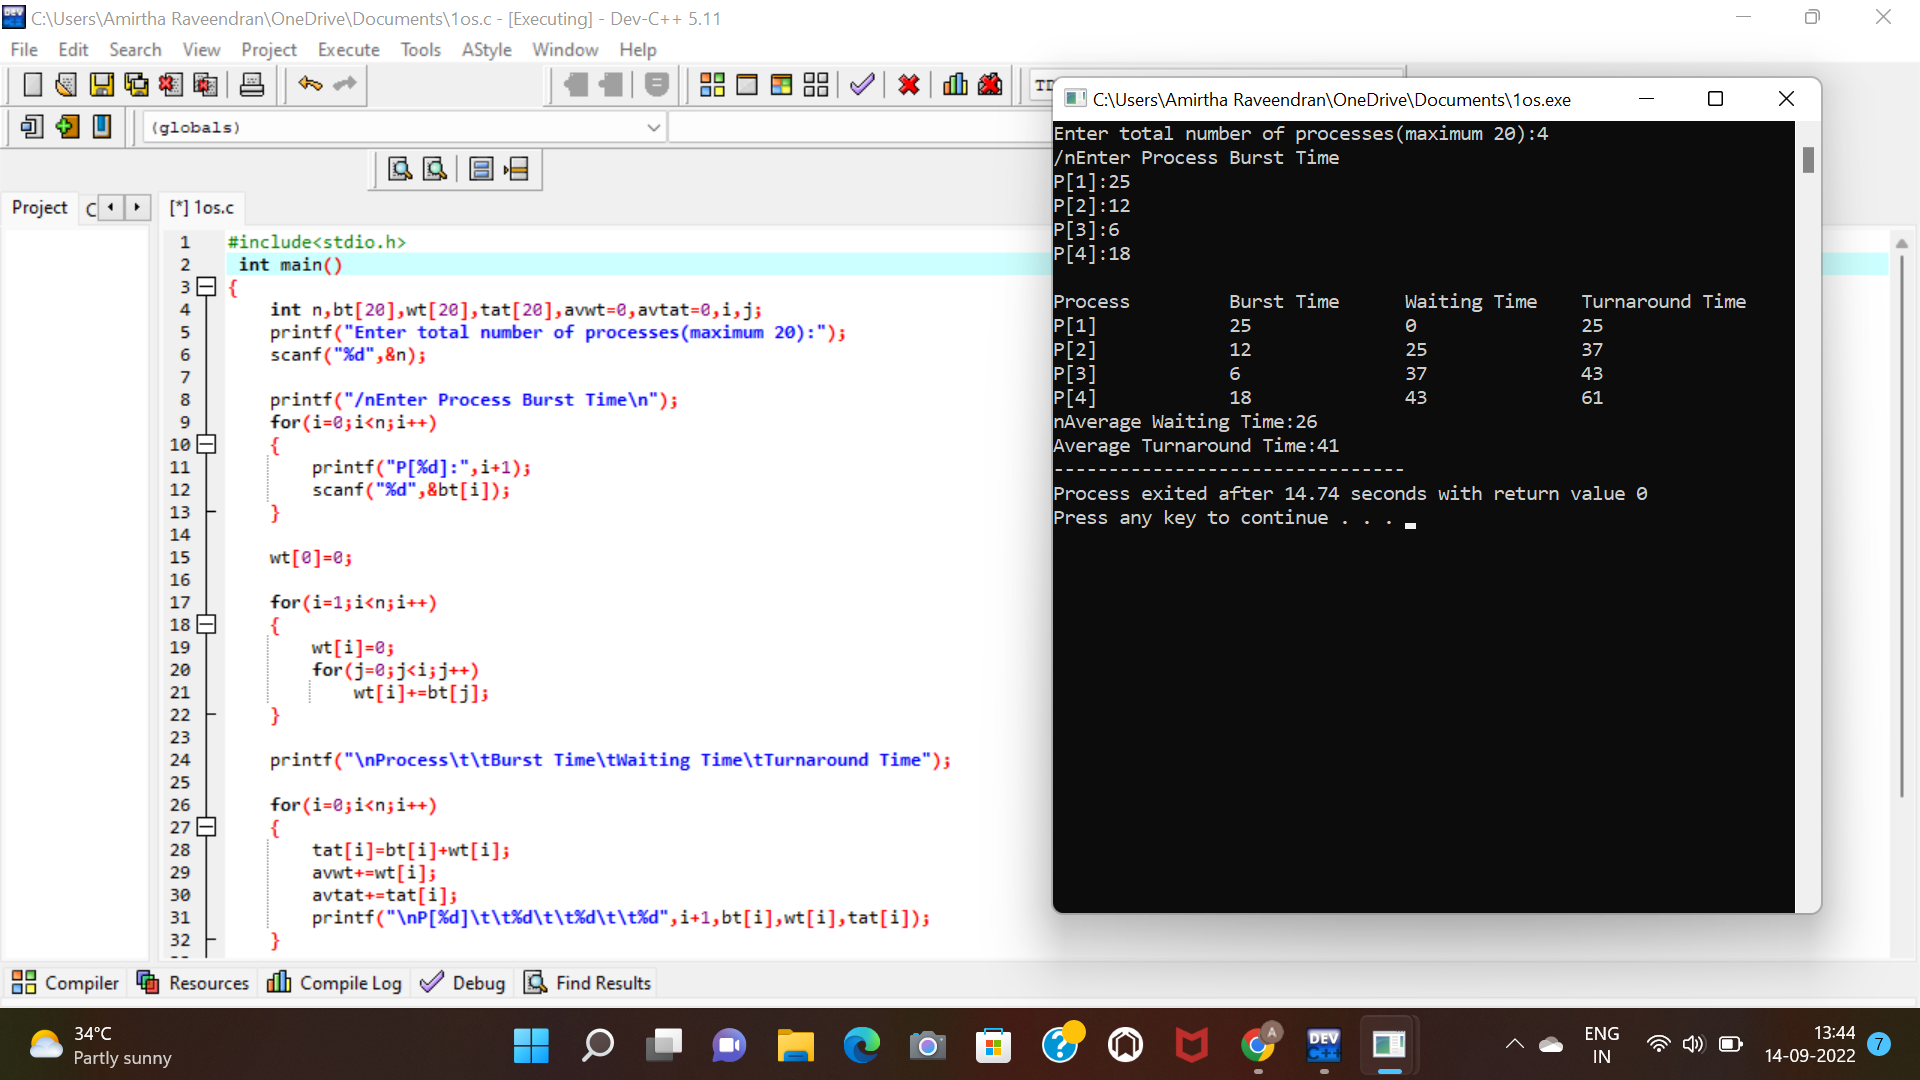 C:\Users\Amirtha Raveendran\OneDrive\Documents\1os.c - [Executing] - Dev-C++ 5.11
File Edit Search View Project Execute Tools AStyle Window Help
(globals)
Project
[*] 1os.c
1 #include<stdio.h>
2 int main()
3 {
4 int n,bt[20],wt[20],tat[20],avwt=0,avtat=0,i,j;
5 printf("Enter total number of processes(maximum 20):");
6 scanf("%d",&n);
7
8 printf("/nEnter Process Burst Time\n");
9 for(i=0;i<n;i++)
10 {
11 printf("P[%d]:",i+1);
12 scanf("%d",&bt[i]);
13 }
14
15 wt[0]=0;
16
17 for(i=1;i<n;i++)
18 {
19 wt[i]=0;
20 for(j=0;j<i;j++)
21 wt[i]+=bt[j];
22 }
23
24 printf("\nProcess\t\tBurst Time\tWaiting Time\tTurnaround Time");
25
26 for(i=0;i<n;i++)
27 {
28 tat[i]=bt[i]+wt[i];
29 avwt+=wt[i];
30 avtat+=tat[i];
31 printf("\nP[%d]\t\t%d\t\t%d\t\t%d",i+1,bt[i],wt[i],tat[i]);
32 }
C:\Users\Amirtha Raveendran\OneDrive\Documents\1os.exe
Enter total number of processes(maximum 20):4
/nEnter Process Burst Time
P[1]:25
P[2]:12
P[3]:6
P[4]:18
Process Burst Time Waiting Time Turnaround Time
P[1] 25 0 25
P[2] 12 25 37
P[3] 6 37 43
P[4] 18 43 61
nAverage Waiting Time:26
Average Turnaround Time:41
--------------------------------
Process exited after 14.74 seconds with return value 0
Press any key to continue . . .
Compiler Resources Compile Log Debug Find Results
34°C
Partly sunny
DEV
C++
A
ENG
IN
13:44
14-09-2022
7